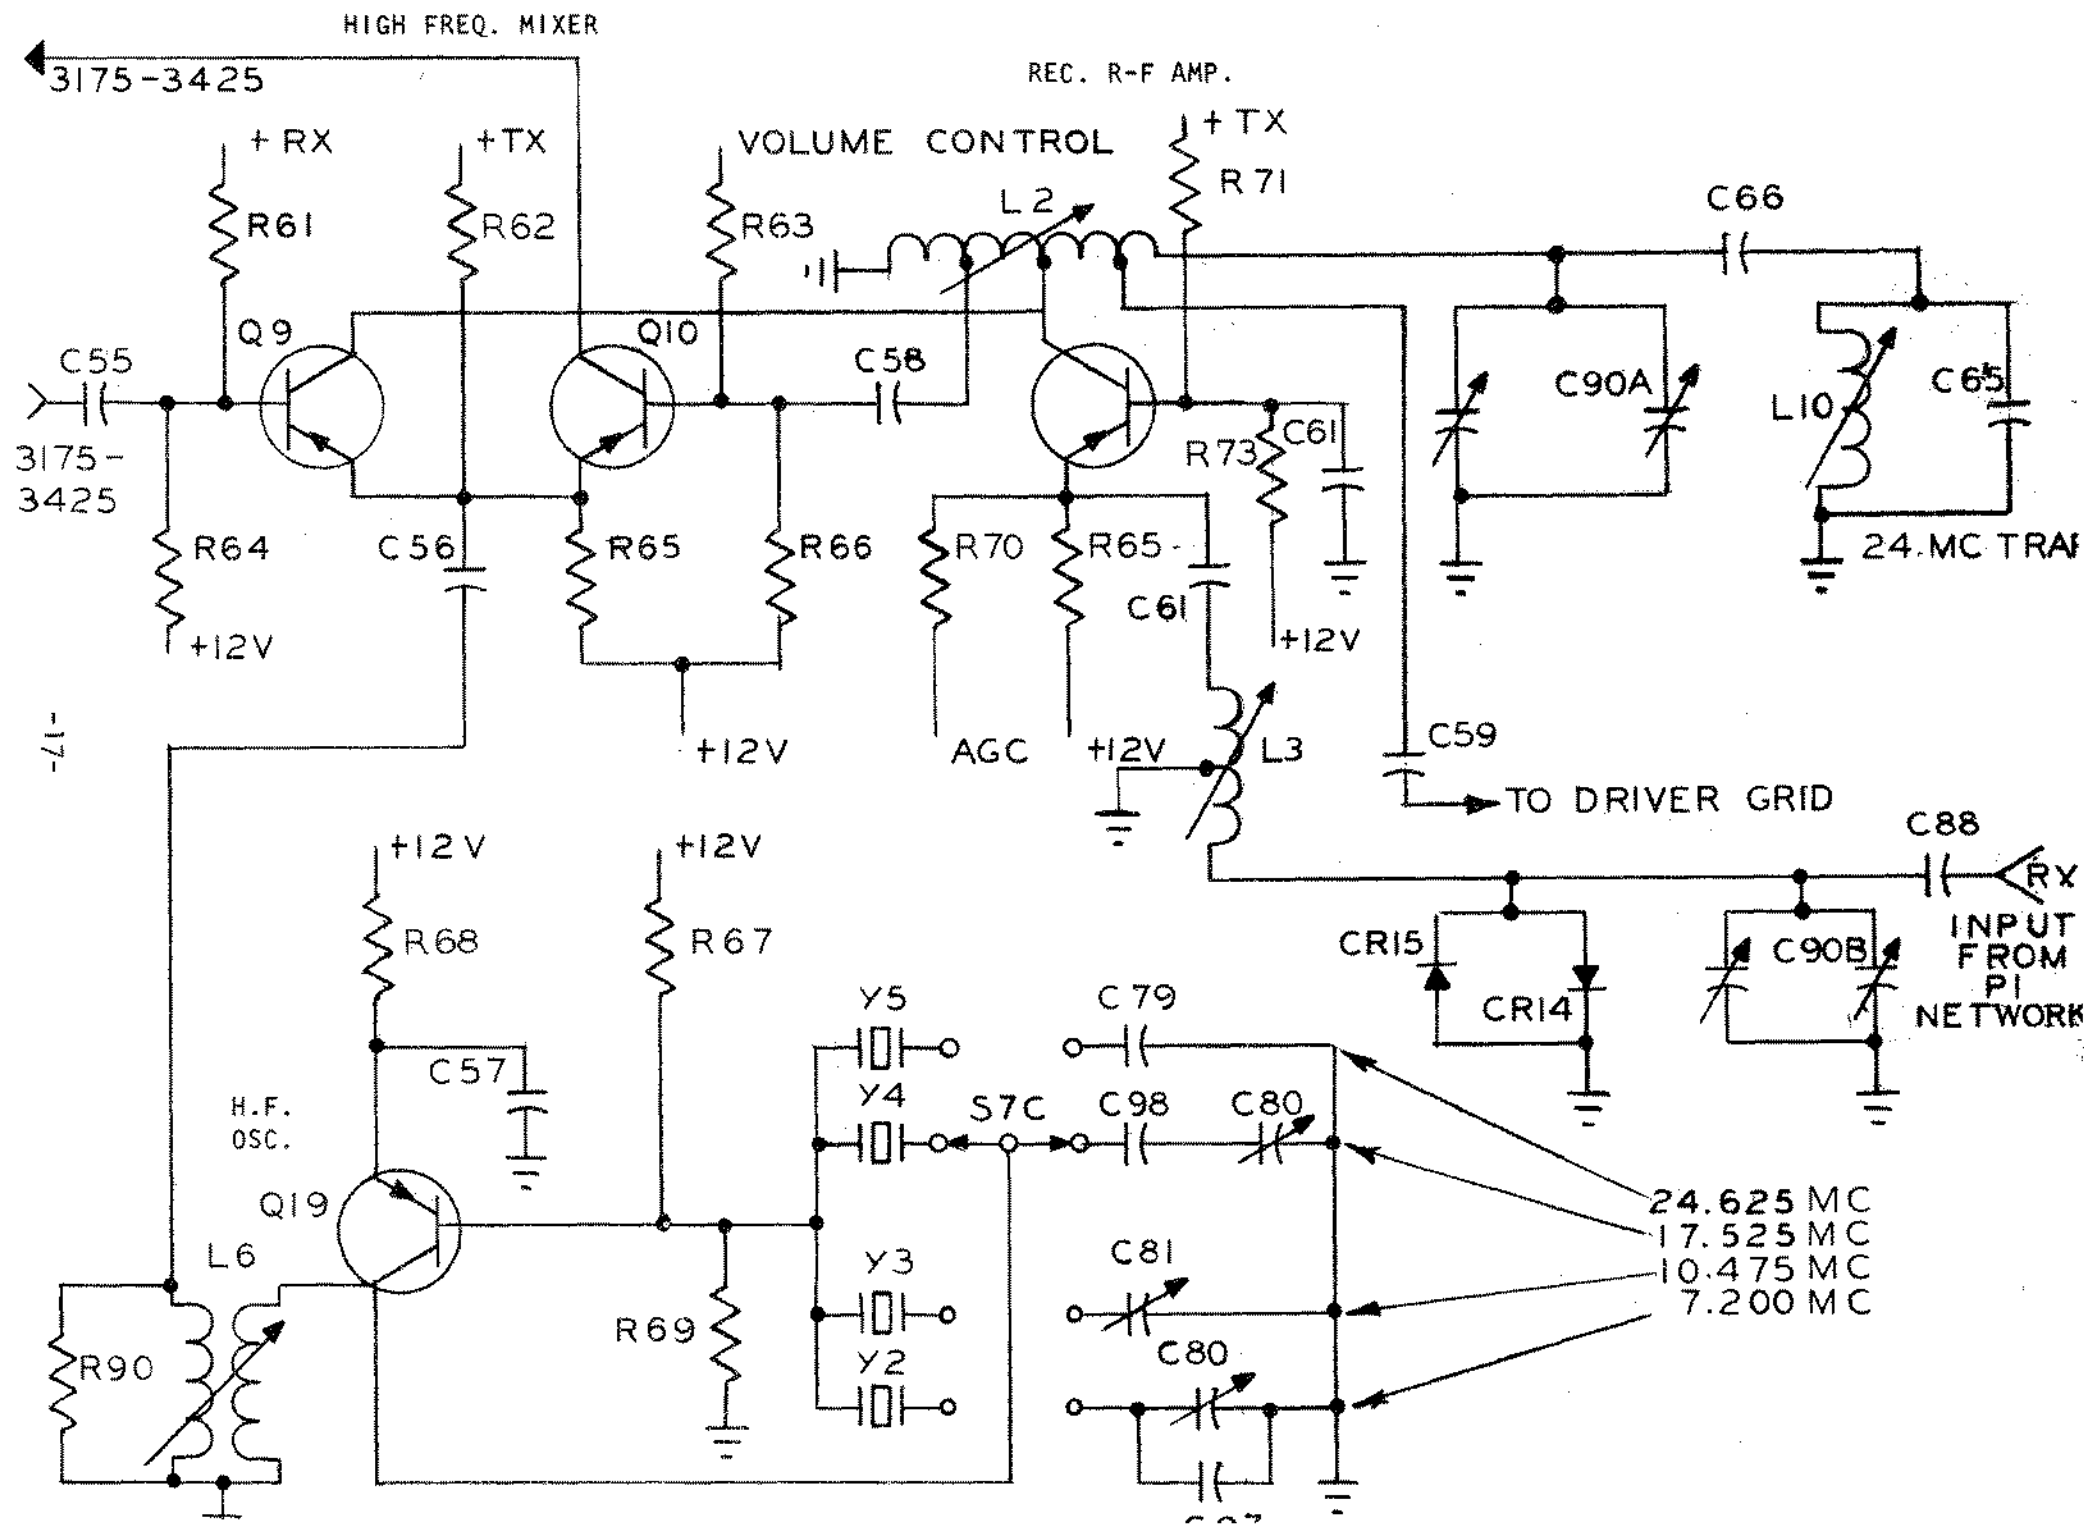 HIGH FREQ. MIXER
3175-3425
REC. R-F AMP.
+ RX
+TX
VOLUME CONTROL
+ TX
R71
L2
C66
R61
R62
R63
Q9
Q10
C55
C58
C90A
L10
C65
R73
C61
3175-
3425
R64
C56
R65
R66
R70
R65
C61
24.MC TRAP
+12V
+12V
-17-
+12V
AGC
+12V
L3
C59
TO DRIVER GRID
C88
+12V
+12V
RX
INPUT
FROM
PI
NETWORK
R68
R67
CR15
C90B
CR14
Y5
C79
C57
Y4
S7C
C98
C80
H.F.
OSC.
Q19
24.625 MC
17.525 MC
10.475 MC
7.200 MC
L6
Y3
C81
R69
R90
Y2
C80